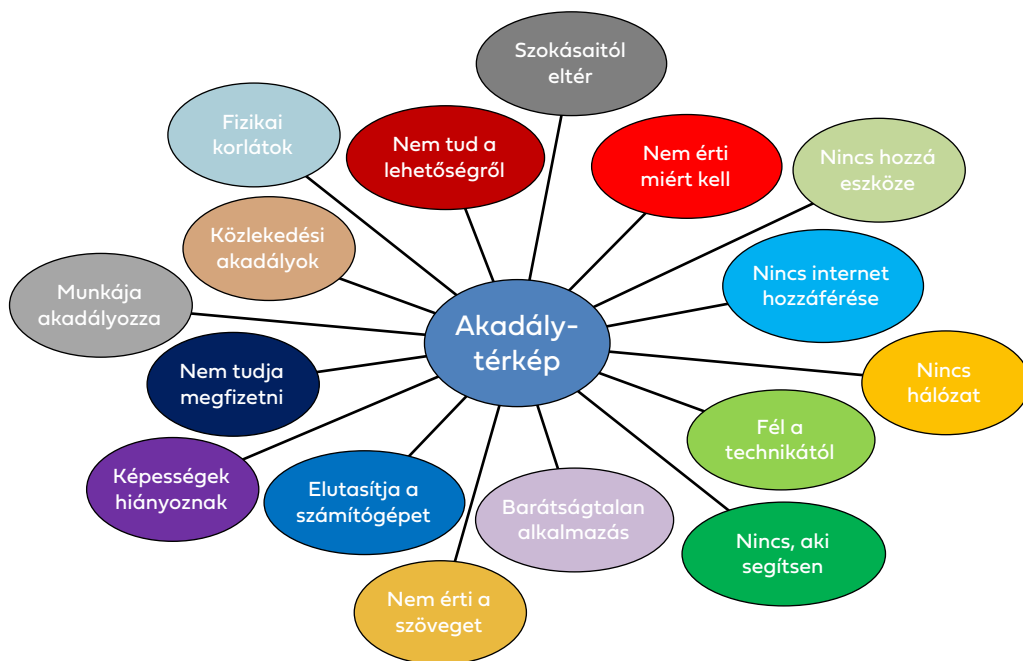 Szokásaitól
eltér
Fizikai
korlátok
Nem tud a
lehetőségről
Nem érti
miért kell
Nincs hozzá
eszköze
Közlekedési
akadályok
Nincs internet
hozzáférése
Munkája
akadályozza
Akadály-
térkép
Nem tudja
megfizetni
Nincs
hálózat
Fél a
technikától
Képességek
hiányoznak
Elutasítja a
számítógépet
Barátságtalan
alkalmazás
Nincs, aki
segítsen
Nem érti a
szöveget